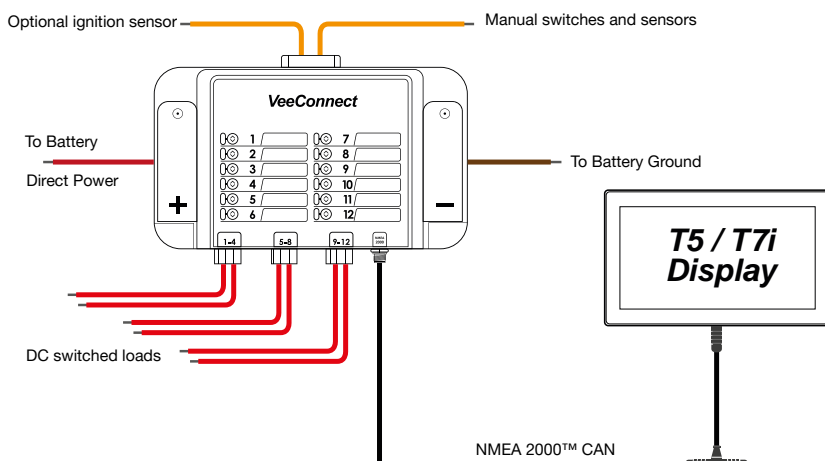 Optional ignition sensor
Manual switches and sensors
VeeConnect
1 7
2 8
3 9
4 10
5 11
6 12
To Battery
Direct Power
+
−
To Battery Ground
1-4 5-8 9-12 NMEA 2000
T5 / T7i
Display
DC switched loads
NMEA 2000™ CAN